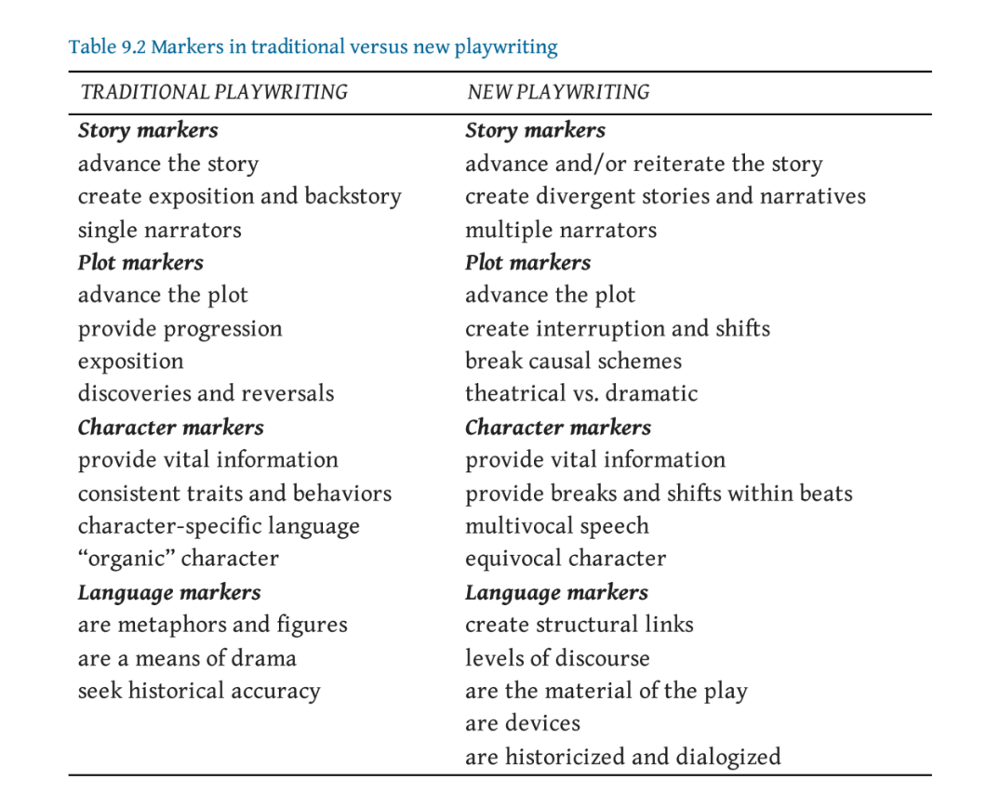 Table 9.2 Markers in traditional versus new playwriting
TRADITIONAL PLAYWRITING NEW PLAYWRITING
Story markers Story markers
advance the story advance and/or reiterate the story
create exposition and backstory create divergent stories and narratives
single narrators multiple narrators
Plot markers Plot markers
advance the plot advance the plot
provide progression create interruption and shifts
exposition break causal schemes
discoveries and reversals theatrical vs. dramatic
Character markers Character markers
provide vital information provide vital information
consistent traits and behaviors provide breaks and shifts within beats
character-specific language multivocal speech
“organic” character equivocal character
Language markers Language markers
are metaphors and figures create structural links
are a means of drama levels of discourse
seek historical accuracy are the material of the play
are devices
are historicized and dialogized